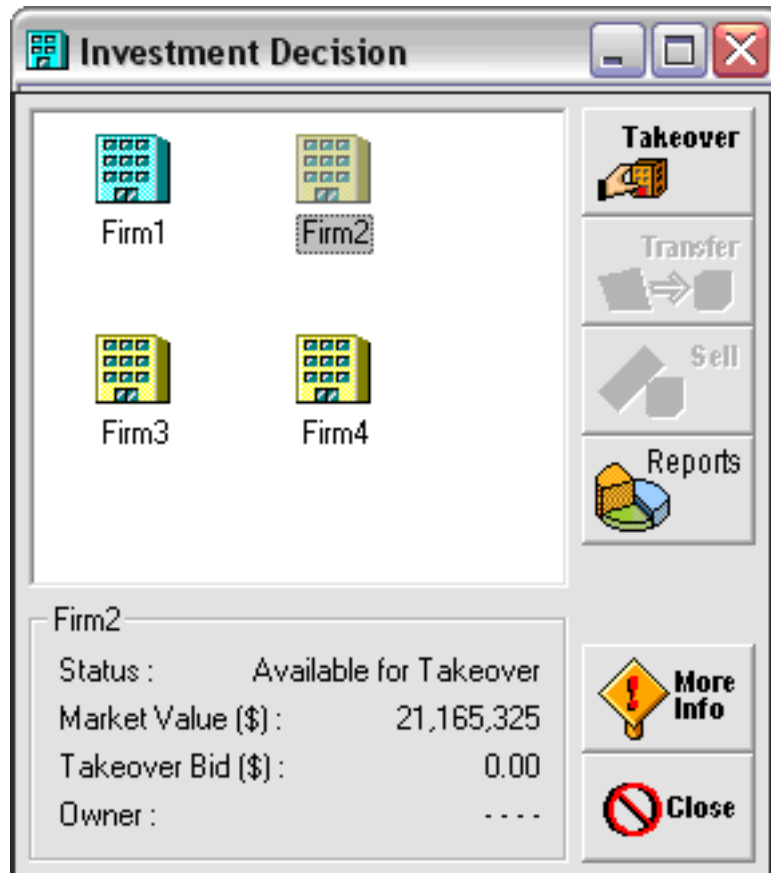 Investment Decision
Firm1
Firm2
Firm3
Firm4
Takeover
Transfer
Sell
Reports
Firm2
Status : Available for Takeover
Market Value ($) : 21,165,325
Takeover Bid ($) : 0.00
Owner : - - - -
More
Info
Close